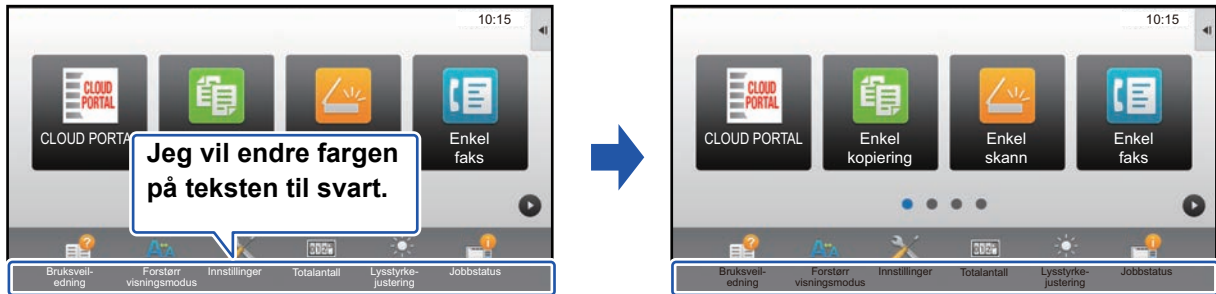 10:15
CLOUD
PORTAL
CLOUD PORTA
Enkel
faks
Jeg vil endre fargen
på teksten til svart.
Bruksveil-
edning
Forstørr
visningsmodus
Innstillinger
Totalantall
Lysstyrke-
justering
Jobbstatus
10:15
CLOUD
PORTAL
CLOUD PORTAL
Enkel
kopiering
Enkel
skann
Enkel
faks
Bruksveil-
edning
Forstørr
visningsmodus
Innstillinger
Totalantall
Lysstyrke-
justering
Jobbstatus